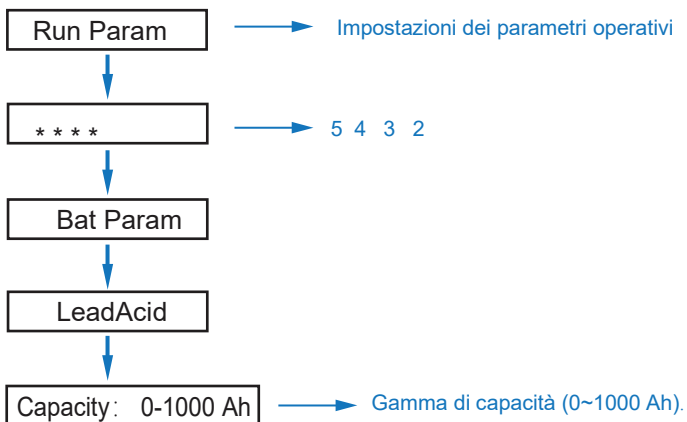 Run Param Impostazioni dei parametri operativi
* * * * 5 4 3 2
Bat Param
LeadAcid
Capacity: 0-1000 Ah Gamma di capacità (0~1000 Ah).